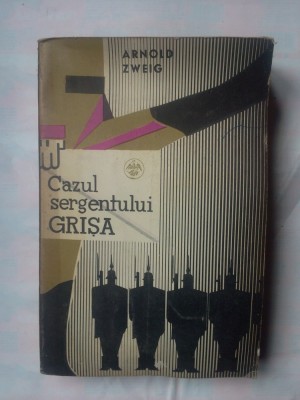 ARNOLD
ZWEIG
Cazul
sergentului
GRIȘA